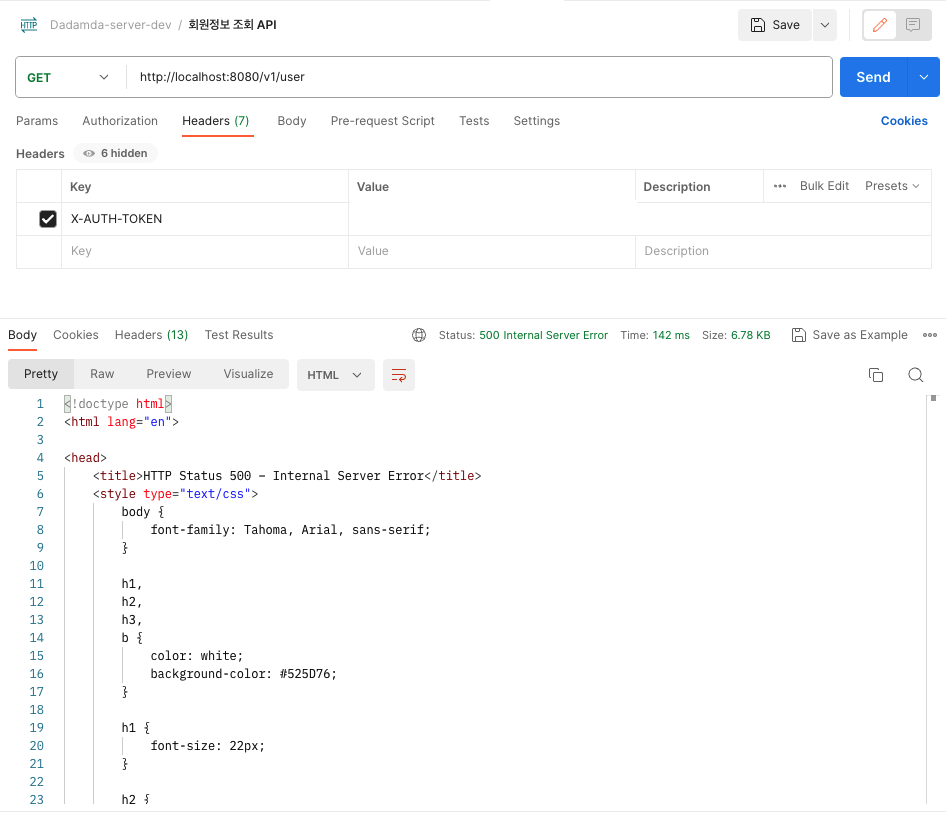 HTTP Dadamda-server-dev / 회원정보 조회 API Save
GET http://localhost:8080/v1/user Send
Params Authorization Headers (7) Body Pre-request Script Tests Settings Cookies
Headers 6 hidden
Key Value Description Bulk Edit Presets
X-AUTH-TOKEN
Key Value Description
Body Cookies Headers (13) Test Results Status: 500 Internal Server Error Time: 142 ms Size: 6.78 KB Save as Example
Pretty Raw Preview Visualize HTML
1 <!doctype html>
2 <html lang="en">
3
4 <head>
5 <title>HTTP Status 500 – Internal Server Error</title>
6 <style type="text/css">
7 body {
8 font-family: Tahoma, Arial, sans-serif;
9 }
10
11 h1,
12 h2,
13 h3,
14 b {
15 color: white;
16 background-color: #525D76;
17 }
18
19 h1 {
20 font-size: 22px;
21 }
22
23 h2 {